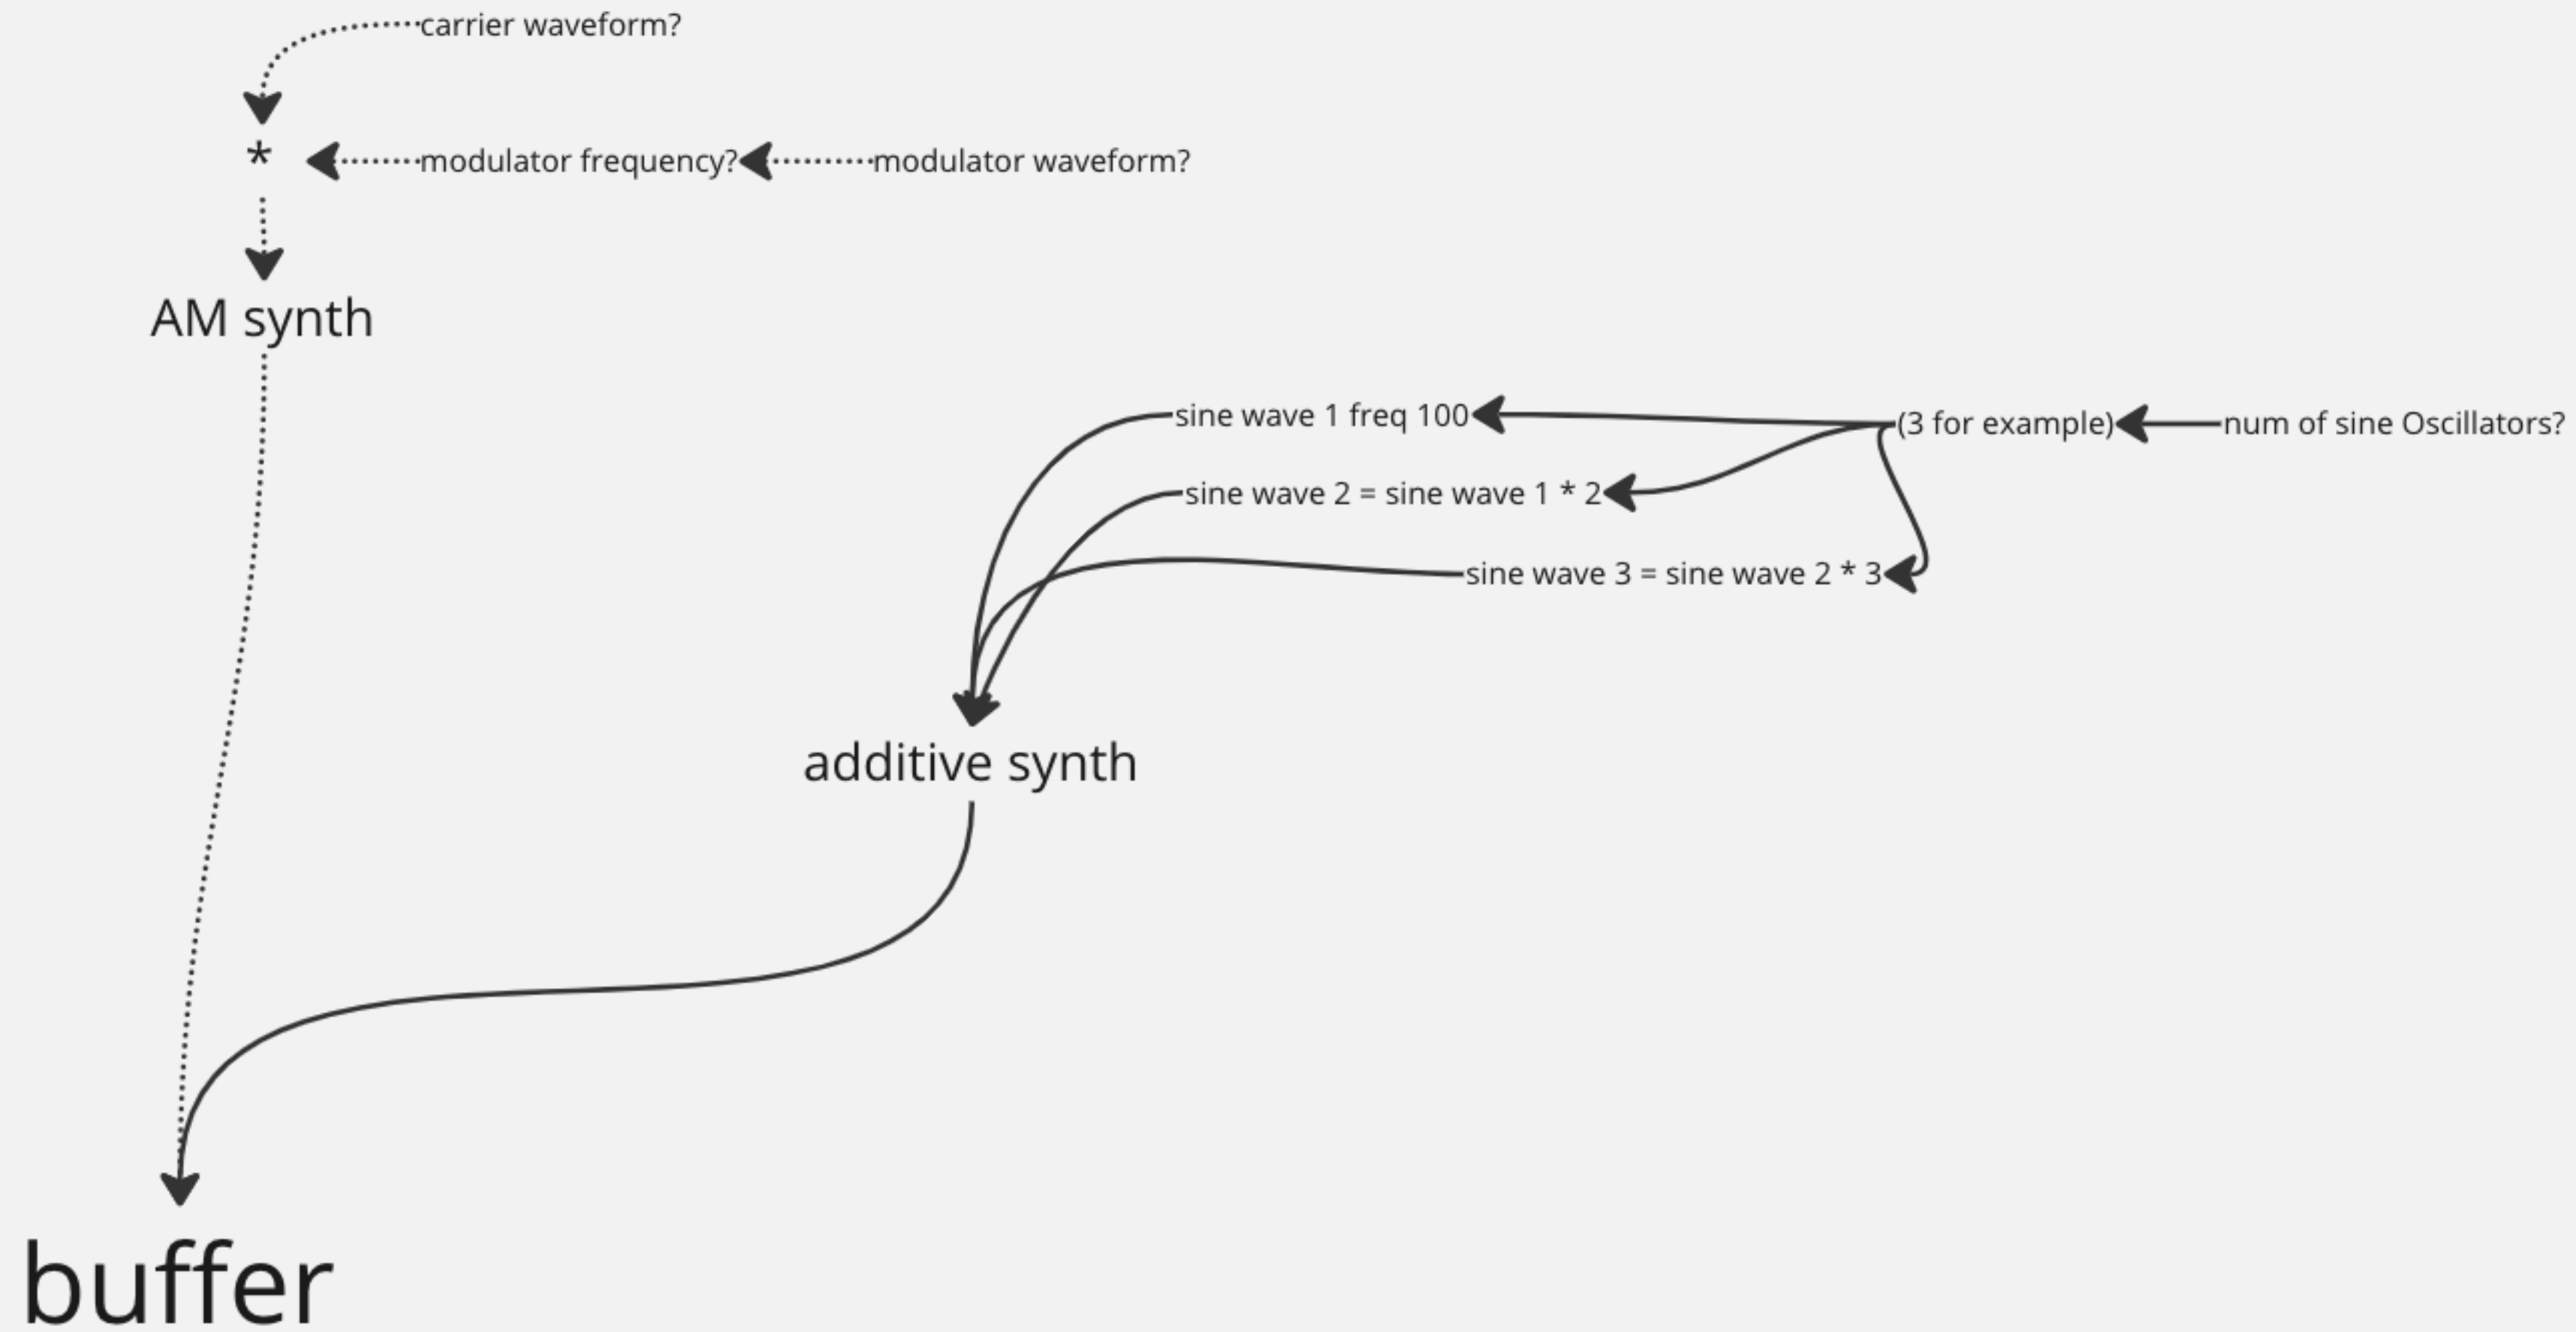 carrier waveform?
*
modulator frequency?
modulator waveform?
AM synth
sine wave 1 freq 100
(3 for example)
num of sine Oscillators?
sine wave 2 = sine wave 1 * 2
sine wave 3 = sine wave 2 * 3
additive synth
buffer